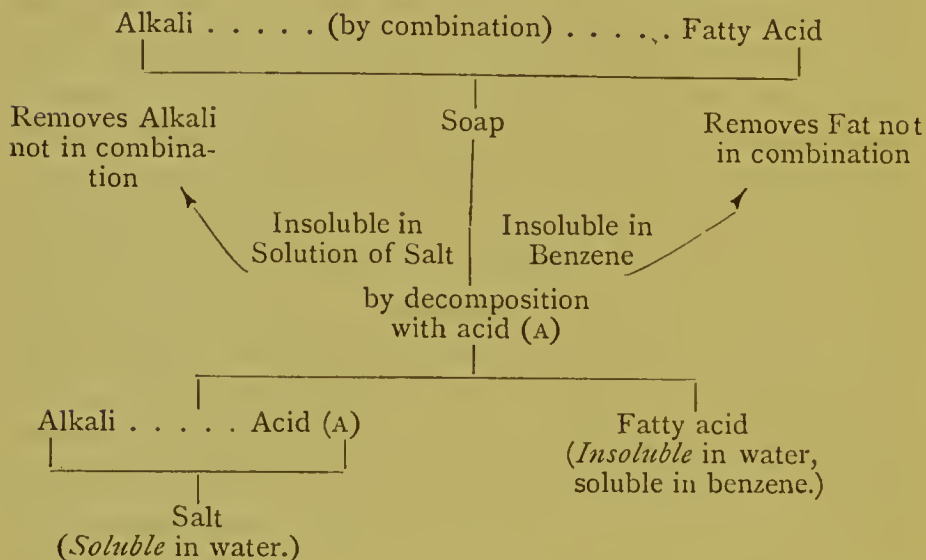 Alkali . . . . . (by combination) . . . . . Fatty Acid
Removes Alkali
not in combina-
tion
Soap
Removes Fat not
in combination
Insoluble in
Solution of Salt
Insoluble in
Benzene
by decomposition
with acid (A)
Alkali . . . . . Acid (A)
Fatty acid
(Insoluble in water,
soluble in benzene.)
Salt
(Soluble in water.)